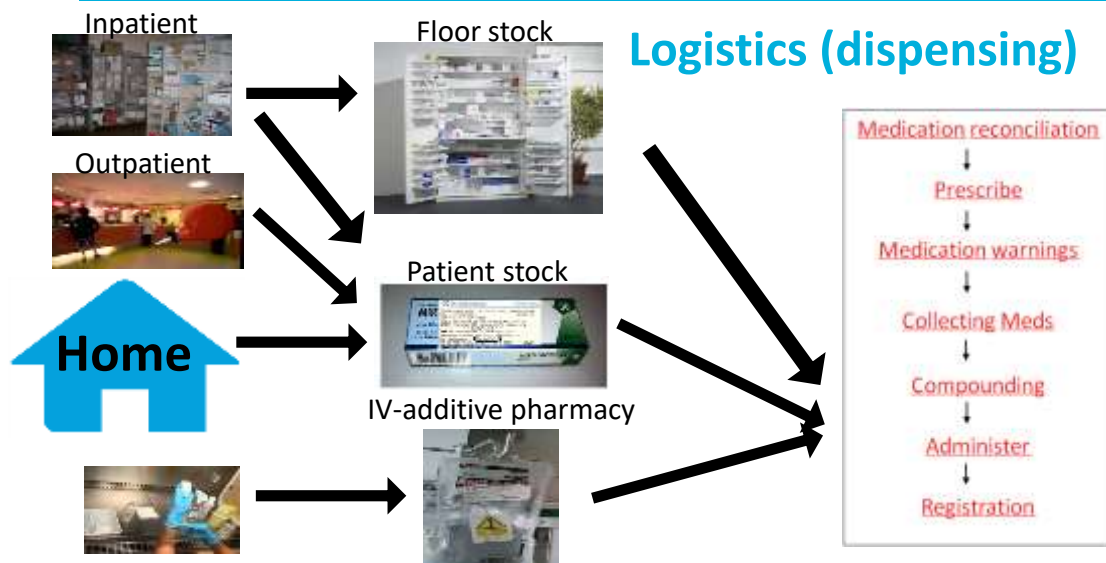 Inpatient
Floor stock
Logistics (dispensing)
Outpatient
Patient stock
Home
IV-additive pharmacy
Medication reconciliation
Prescribe
Medication warnings
Collecting Meds
Compounding
Administer
Registration